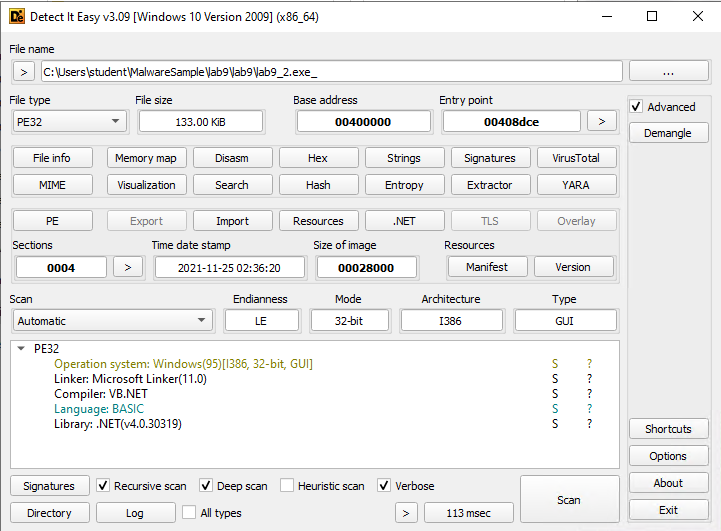 Detect It Easy v3.09 [Windows 10 Version 2009] (x86_64)
File name
> C:\Users\student\MalwareSample\lab9\lab9\lab9_2.exe_ ...
File type File size Base address Entry point
PE32 133.00 KiB 00400000 00408dce >
Advanced
Demangle
File info Memory map Disasm Hex Strings Signatures VirusTotal
MIME Visualization Search Hash Entropy Extractor YARA
PE Export Import Resources .NET TLS Overlay
Sections Time date stamp Size of image Resources
0004 > 2021-11-25 02:36:20 00028000 Manifest Version
Scan Endianness Mode Architecture Type
Automatic LE 32-bit I386 GUI
PE32
Operation system: Windows(95)[I386, 32-bit, GUI] S ?
Linker: Microsoft Linker(11.0) S ?
Compiler: VB.NET S ?
Language: BASIC S ?
Library: .NET(v4.0.30319) S ?
Shortcuts
Options
Signatures Recursive scan Deep scan Heuristic scan Verbose
Scan
About
Directory Log All types > 113 msec
Exit